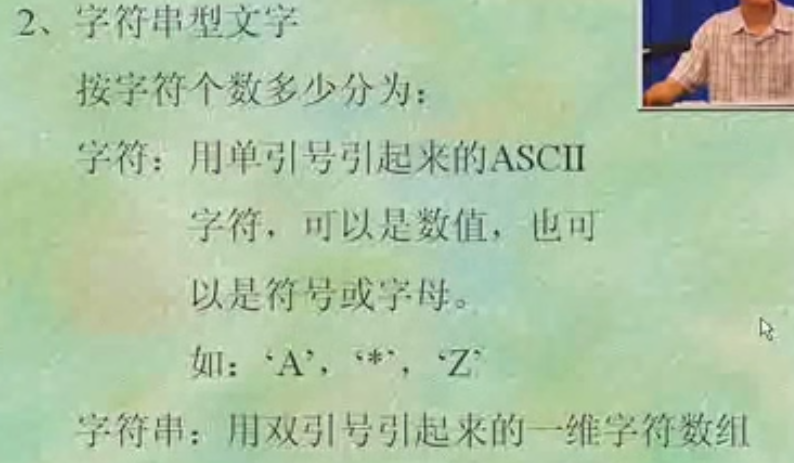 2、字符串型文字
按字符个数多少分为：
字符：用单引号引起来的ASCII
字符，可以是数值，也可
以是符号或字母。
如：‘A’，‘*’，‘Z’
字符串：用双引号引起来的一维字符数组